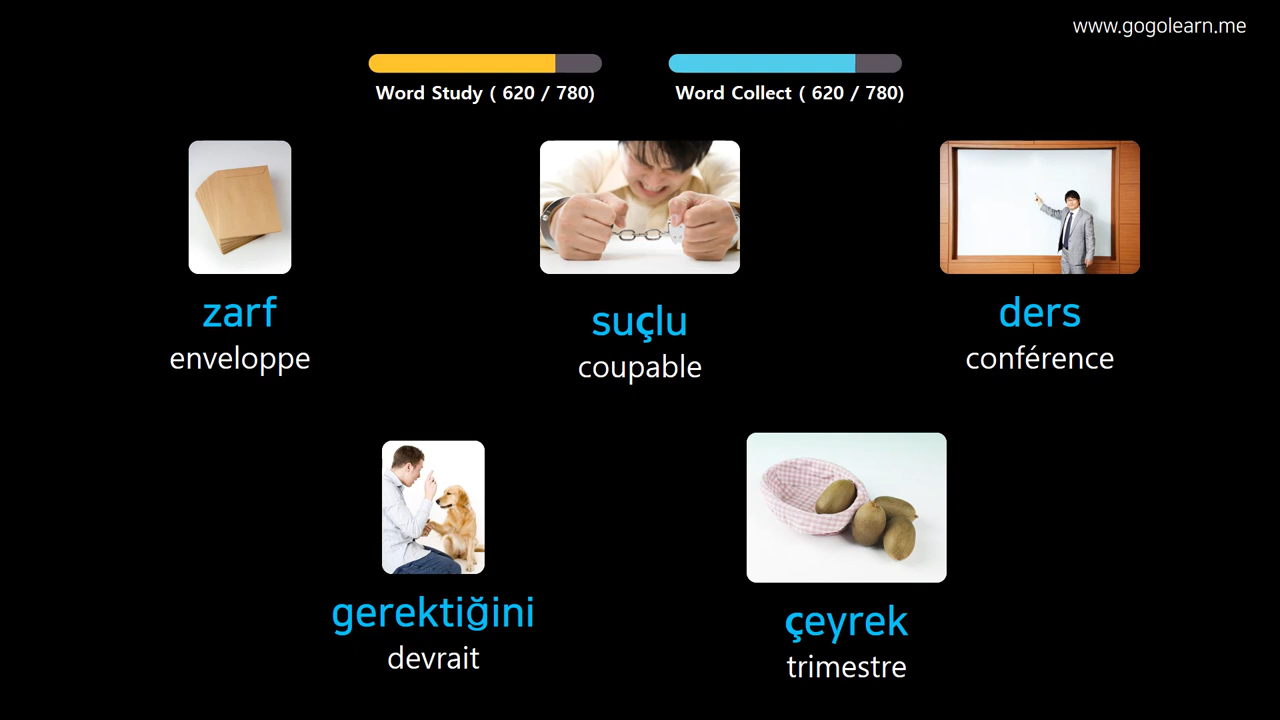 www.gogolearn.me
Word Study ( 620 / 780)
Word Collect ( 620 / 780)
zarf
enveloppe
suçlu
coupable
ders
conférence
gerektiğini
devrait
çeyrek
trimestre